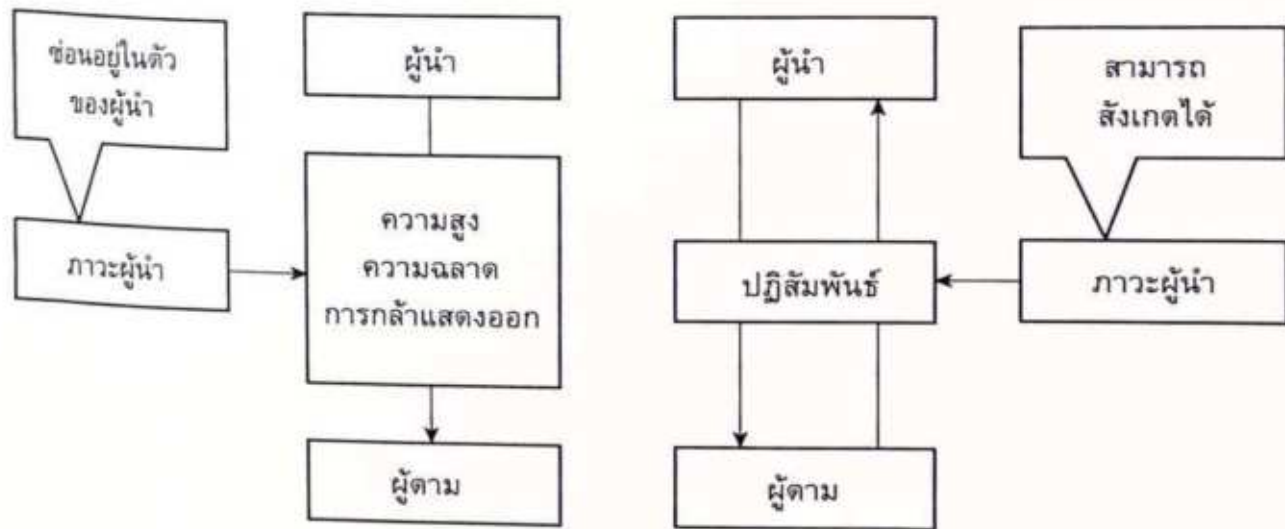 ซ่อนอยู่ในตัว
ของผู้นำ
ภาวะผู้นำ
ผู้นำ
ความสูง
ความฉลาด
การกล้าแสดงออก
ผู้ตาม
ผู้นำ
ปฏิสัมพันธ์
ผู้ตาม
สามารถ
สังเกตได้
ภาวะผู้นำ